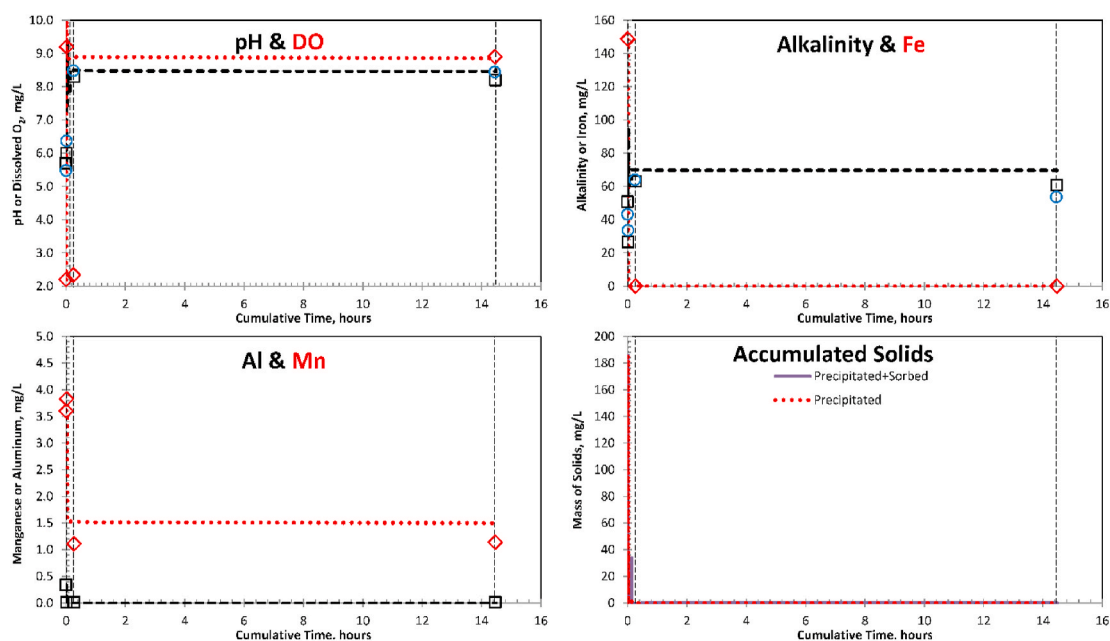 pH & DO
pH or Dissolved O₂, mg/L
10.0
9.0
8.0
7.0
6.0
5.0
4.0
3.0
2.0
0 2 4 6 8 10 12 14 16
Cumulative Time, hours
Alkalinity & Fe
Alkalinity or Iron, mg/L
160
140
120
100
80
60
40
20
0
0 2 4 6 8 10 12 14 16
Cumulative Time, hours
Al & Mn
Manganese or Aluminum, mg/L
5.0
4.5
4.0
3.5
3.0
2.5
2.0
1.5
1.0
0.5
0.0
0 2 4 6 8 10 12 14 16
Cumulative Time. hours
Accumulated Solids
Precipitated+Sorbed
Precipitated
Mass of Solids, mg/L
200
180
160
140
120
100
80
60
40
20
0
0 2 4 6 8 10 12 14 16
Cumulative Time. hours